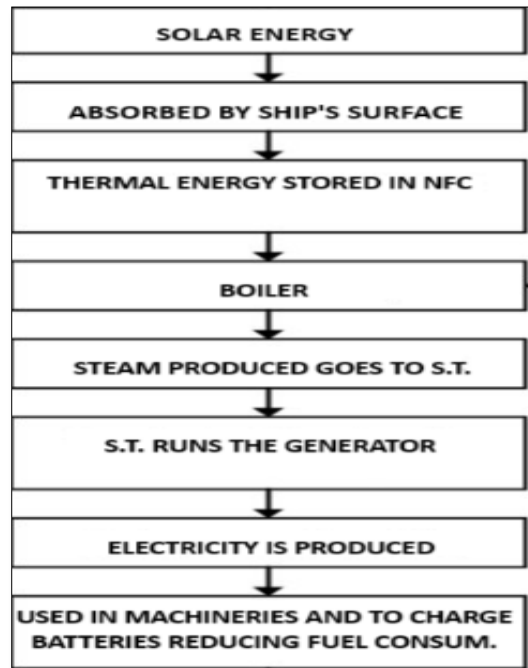 SOLAR ENERGY
ABSORBED BY SHIP'S SURFACE
THERMAL ENERGY STORED IN NFC
BOILER
STEAM PRODUCED GOES TO S.T.
S.T. RUNS THE GENERATOR
ELECTRICITY IS PRODUCED
USED IN MACHINERIES AND TO CHARGE
BATTERIES REDUCING FUEL CONSUM.